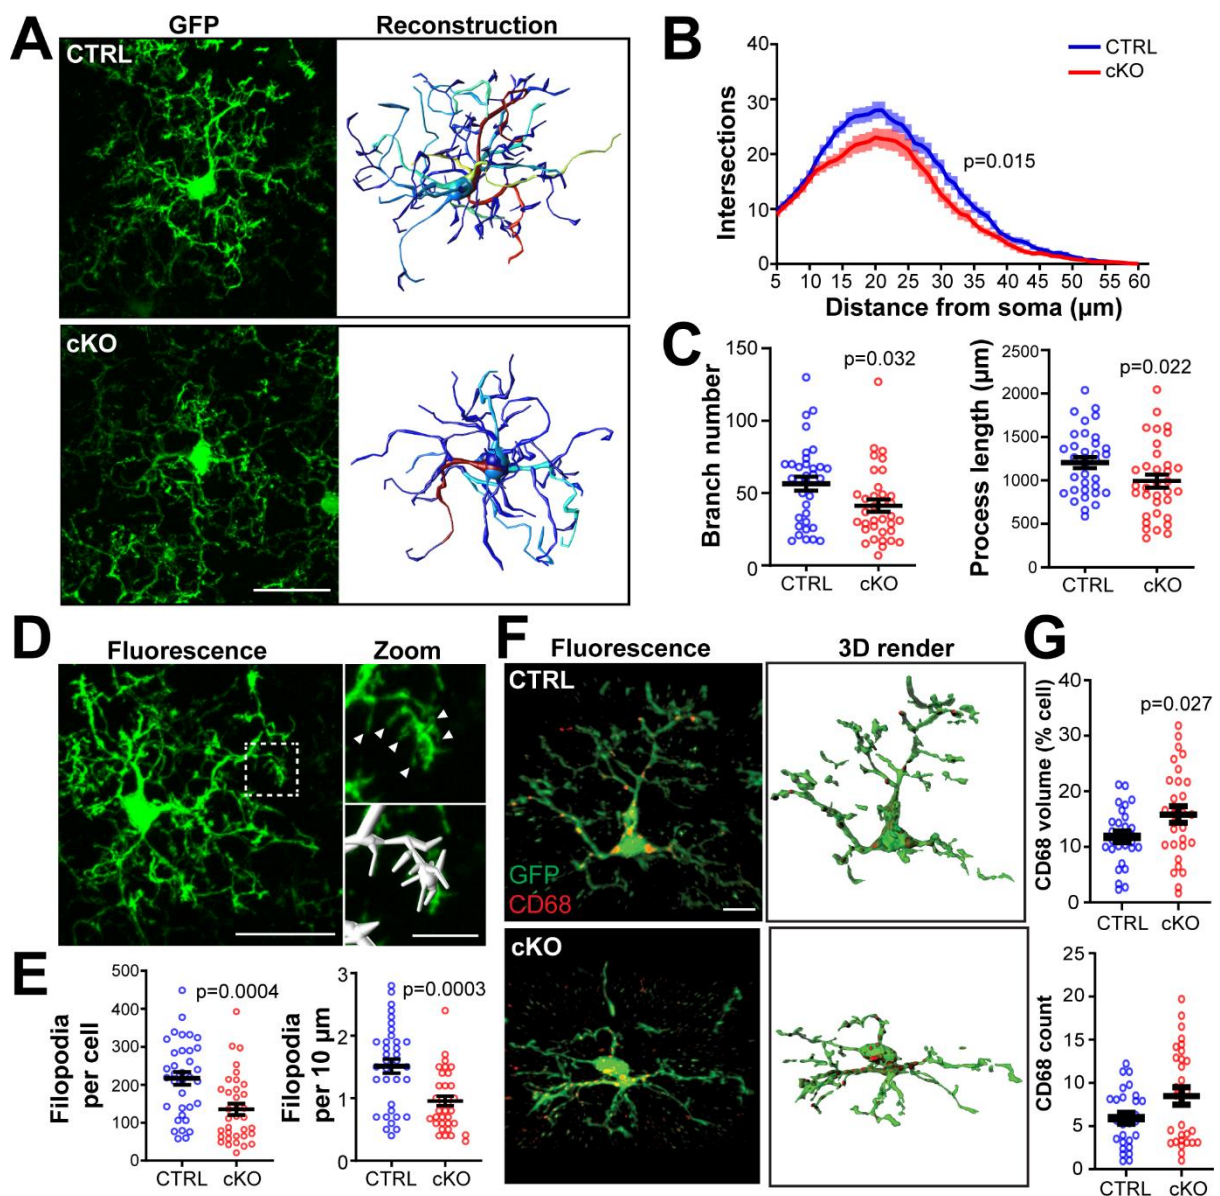 A
GFP
Reconstruction
CTRL
cKO
B
Intersections
40
30
20
10
0
5
10
15
20
25
30
35
40
45
50
55
60
Distance from soma (µm)
CTRL
cKO
p=0.015
C
Branch number
150
100
50
0
p=0.032
CTRL
cKO
Process length (µm)
2500
2000
1500
1000
500
0
p=0.022
CTRL
cKO
D
Fluorescence
Zoom
E
Filopodia
per cell
500
400
300
200
100
0
p=0.0004
CTRL
cKO
Filopodia
per 10 µm
3
2
1
0
p=0.0003
CTRL
cKO
F
Fluorescence
3D render
CTRL
GFP
CD68
cKO
G
CD68 volume (% cell)
40
30
20
10
0
p=0.027
CTRL
cKO
CD68 count
25
20
15
10
5
0
CTRL
cKO